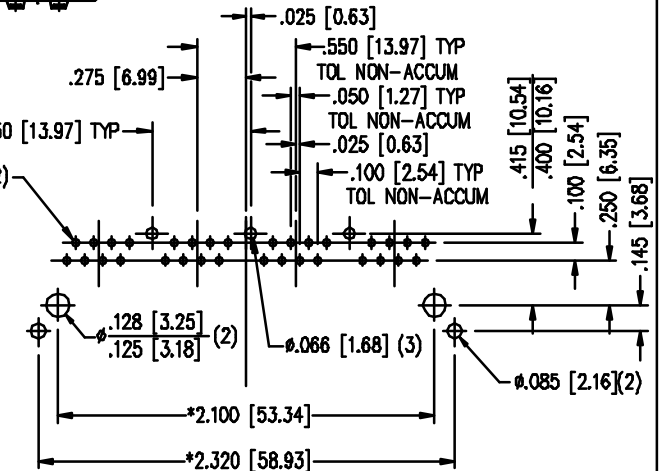 .025 [0.63]
.550 [13.97] TYP
TOL NON-ACCUM
.275 [6.99]
.050 [1.27] TYP
TOL NON-ACCUM
0 [13.97] TYP
.025 [0.63]
.100 [2.54] TYP
TOL NON-ACCUM
.415 [10.54]
.400 [10.16]
.100 [2.54]
.250 [6.35]
.145 [3.68]
2)
ø.128 [3.25]
.125 [3.18] (2)
ø.066 [1.68] (3)
ø.085 [2.16](2)
*2.100 [53.34]
*2.320 [58.93]